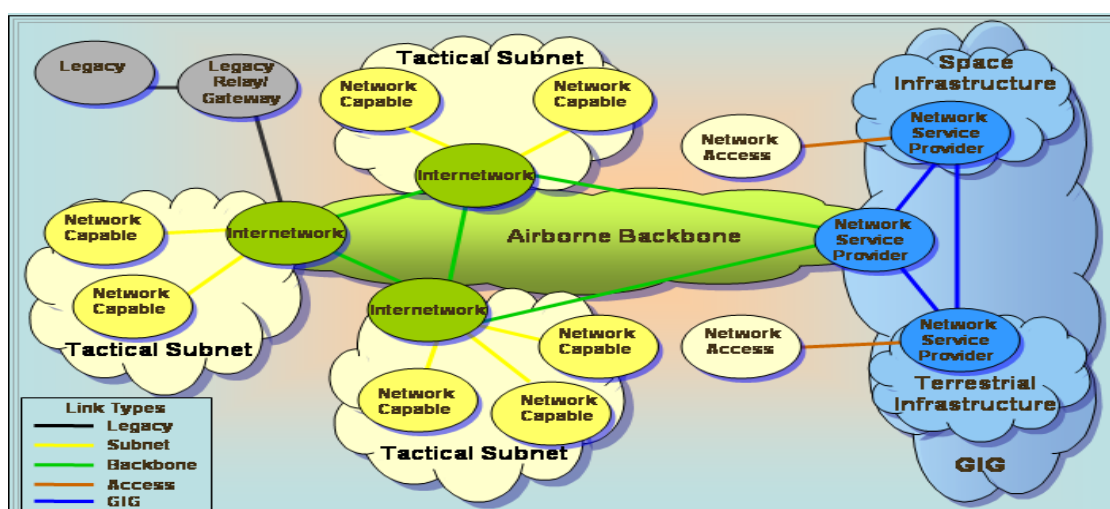 Legacy
Legacy
Relay/
Gateway
Tactical Subnet
Network
Capable
Network
Capable
Internetwork
Space
Infrastructure
Network
Service
Provider
Network
Access
Network
Capable
Network
Capable
Internetwork
Tactical Subnet
Airborne Backbone
Network
Service
Provider
Internetwork
Network
Capable
Network
Capable
Network
Capable
Tactical Subnet
Network
Access
Network
Service
Provider
Terrestrial
Infrastructure
GIG
Link Types
Legacy
Subnet
Backbone
Access
GIG